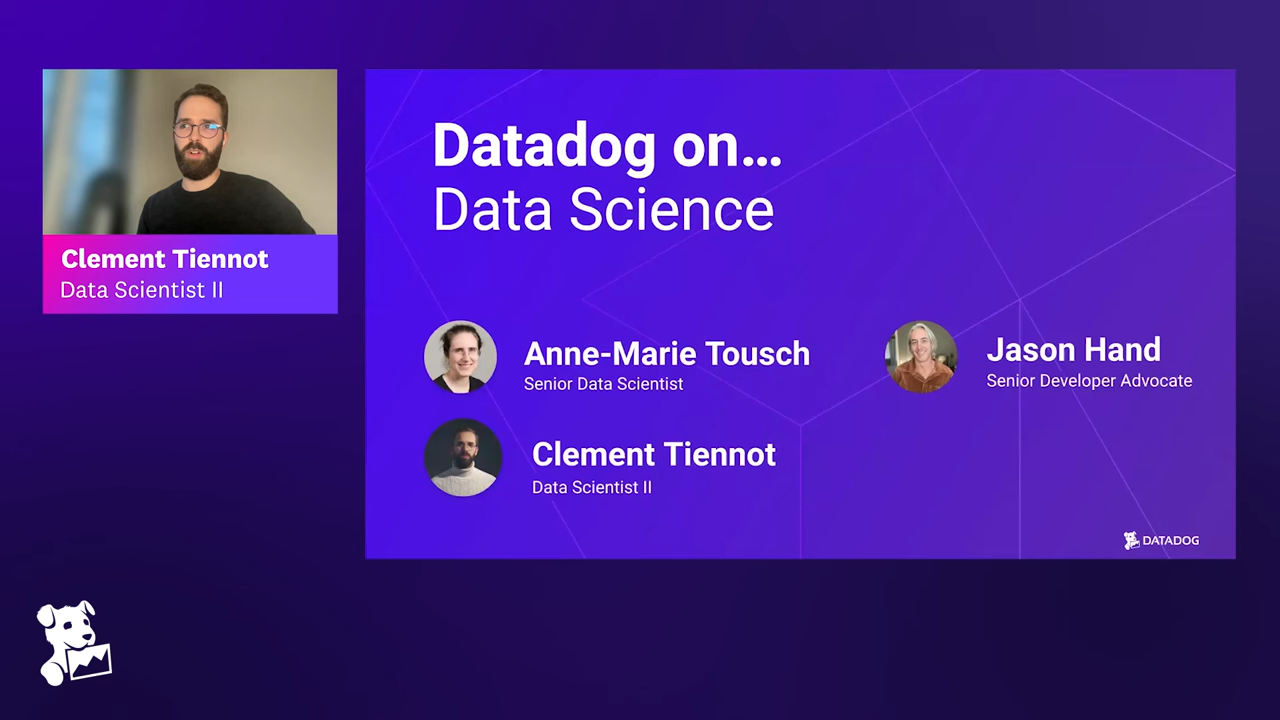 Clement Tiennot
Data Scientist II
Datadog on...
Data Science
Anne-Marie Tousch
Senior Data Scientist
Clement Tiennot
Data Scientist II
Jason Hand
Senior Developer Advocate
DATADOG